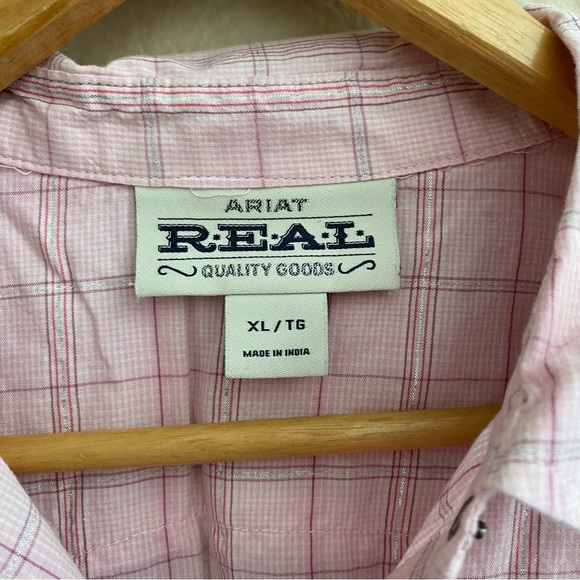 ARIAT
R·E·A·L
QUALITY GOODS
XL/TG
MADE IN INDIA